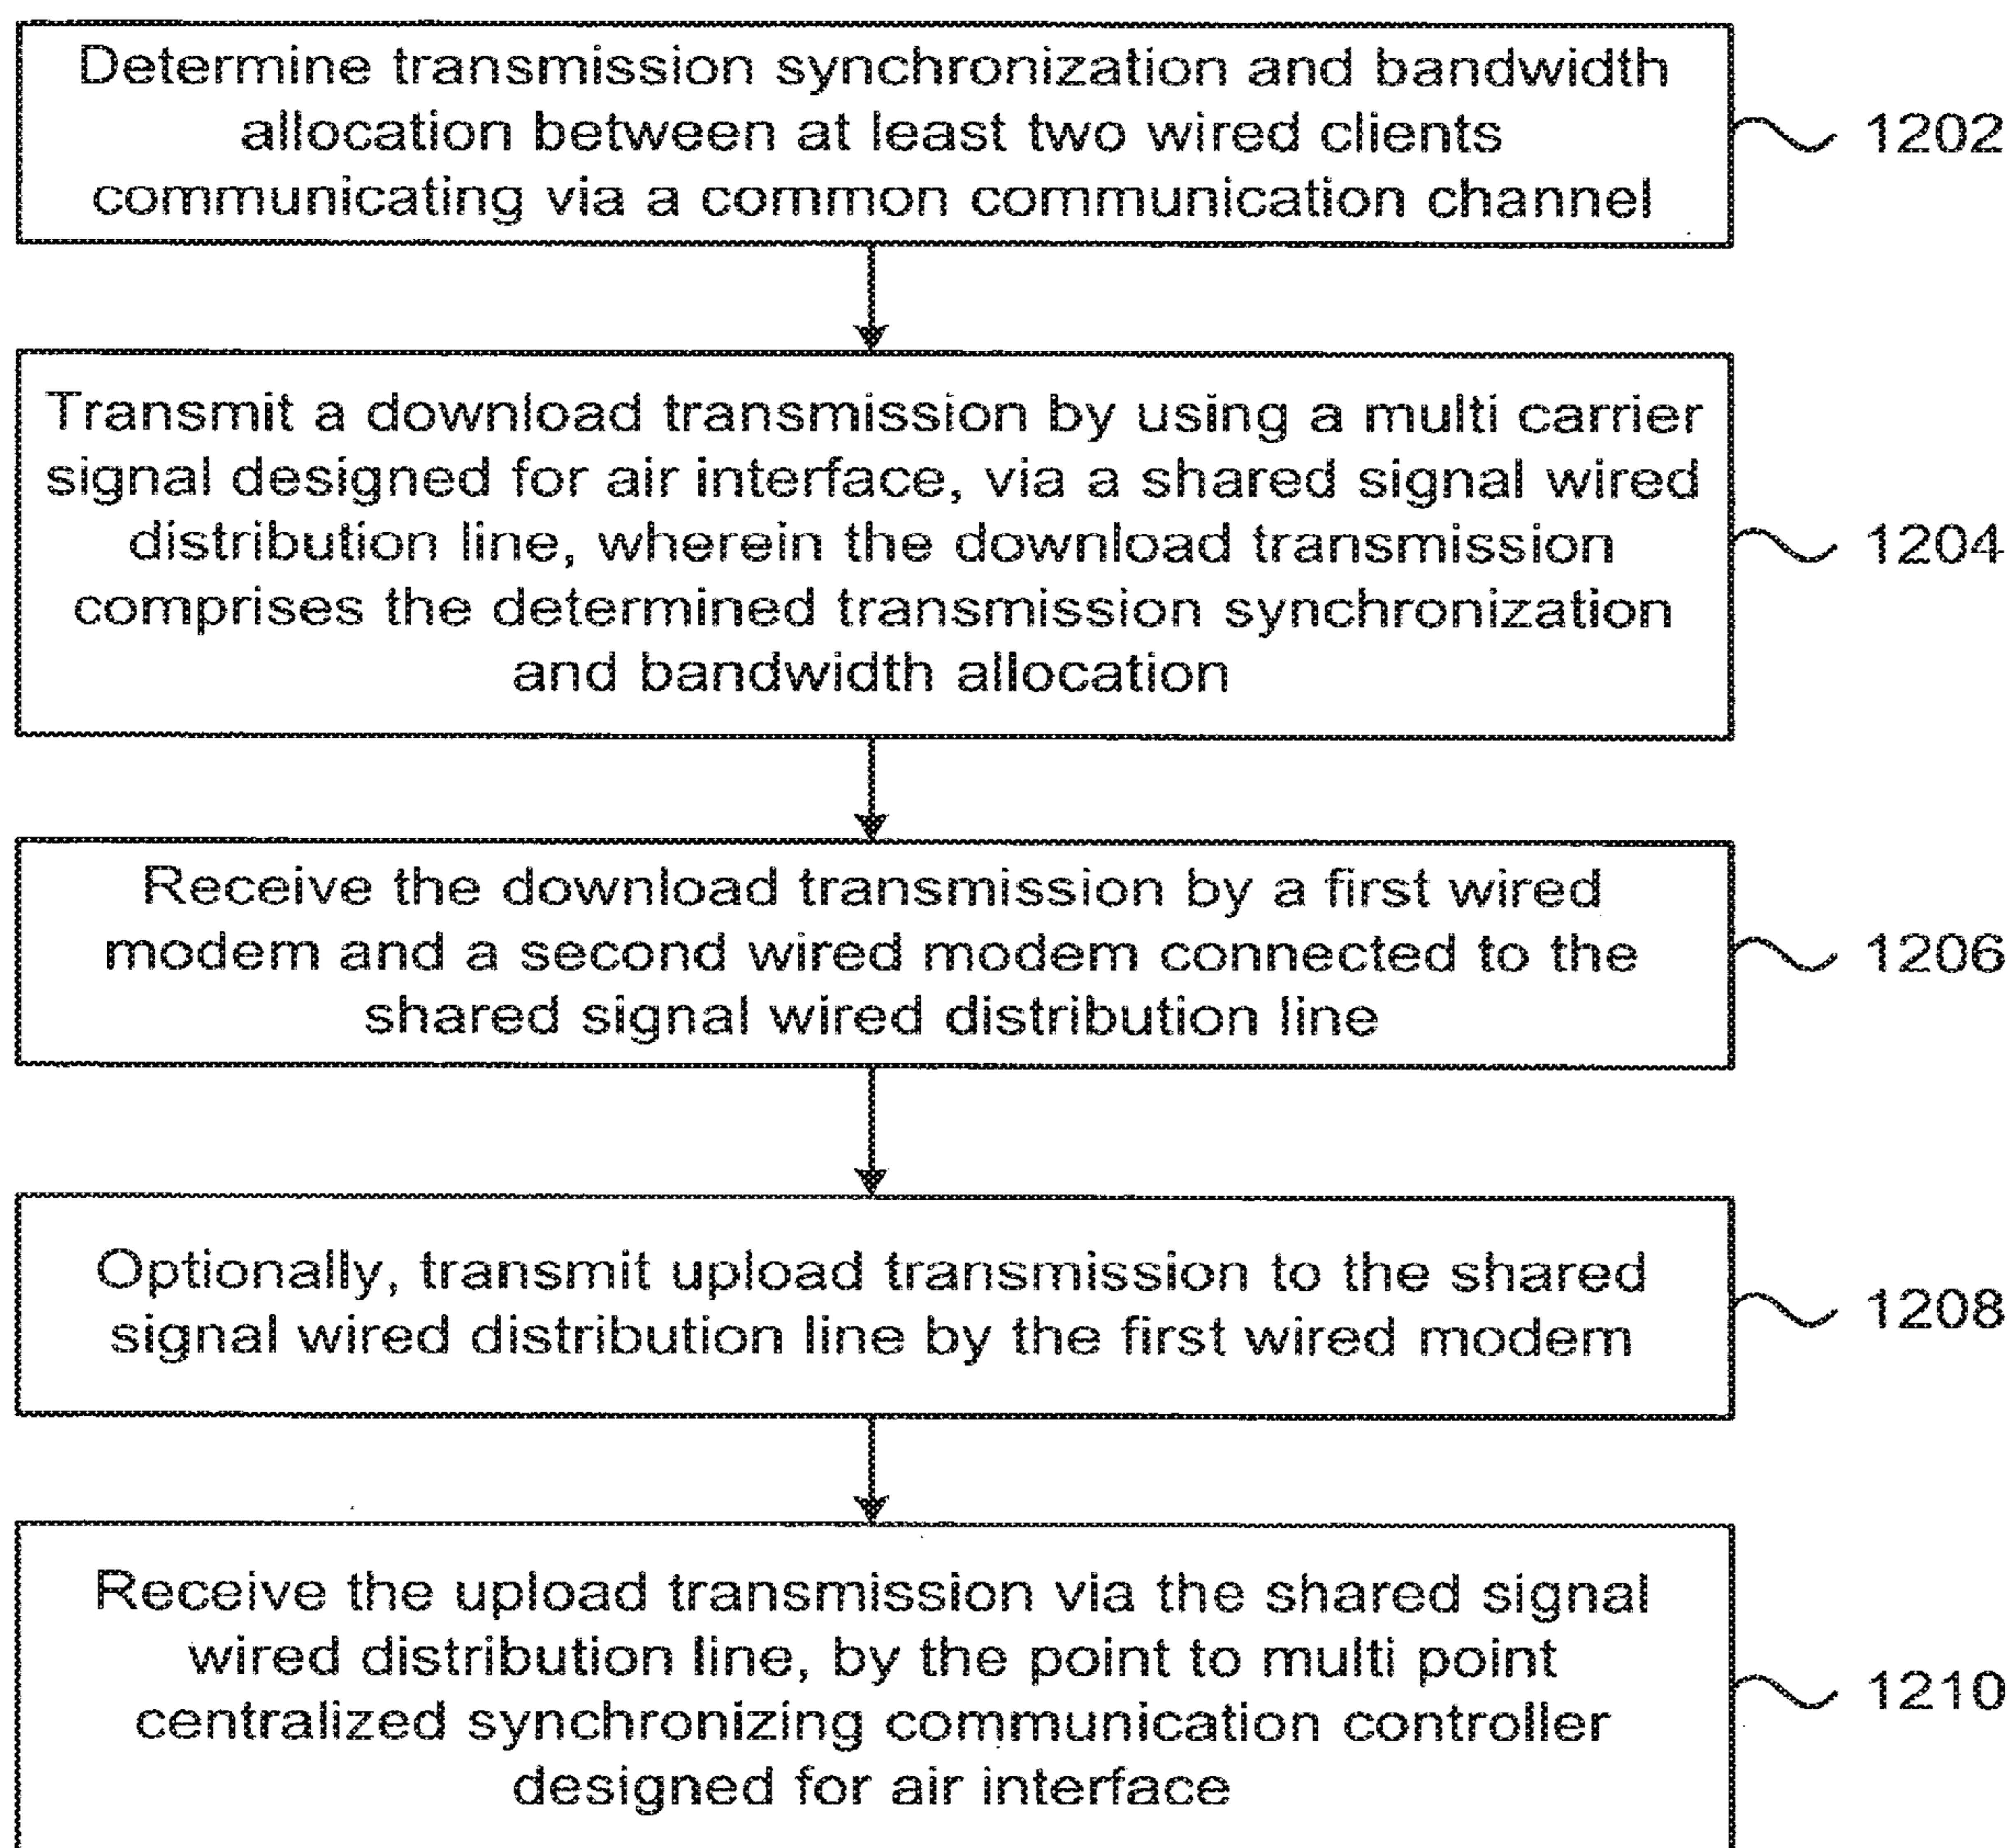 Determine transmission synchronization and bandwidth
allocation between at least two wired clients
communicating via a common communication channel
1202
Transmit a download transmission by using a multi carrier
signal designed for air interface, via a shared signal wired
distribution line, wherein the download transmission
comprises the determined transmission synchronization
and bandwidth allocation
1204
Receive the download transmission by a first wired
modem and a second wired modem connected to the
shared signal wired distribution line
1206
Optionally, transmit upload transmission to the shared
signal wired distribution line by the first wired modem
1208
Receive the upload transmission via the shared signal
wired distribution line, by the point to multi point
centralized synchronizing communication controller
designed for air interface
1210